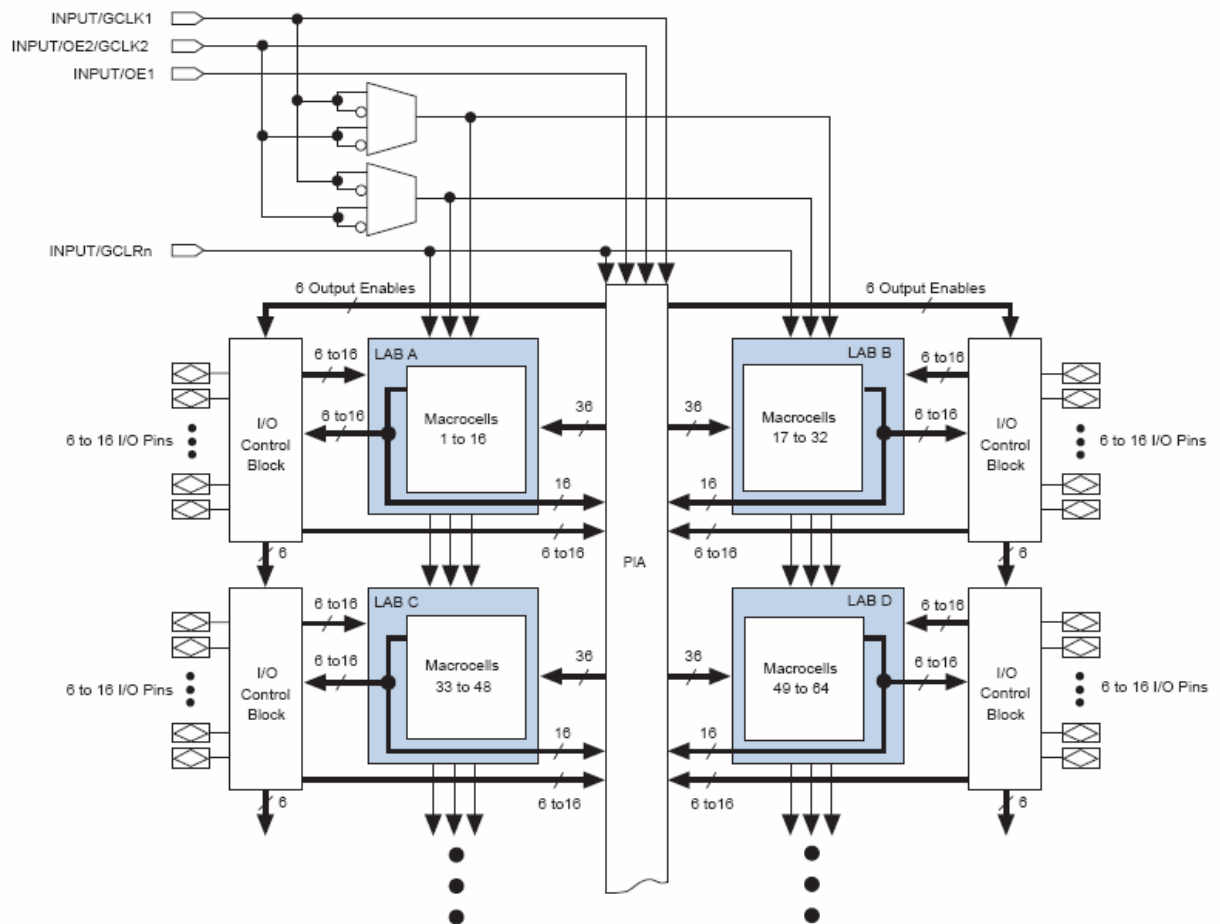 INPUT/GCLK1
INPUT/OE2/GCLK2
INPUT/OE1
INPUT/GCLRn
6 Output Enables
6 Output Enables
LAB A
LAB B
6 to16
6 to16
6 to16
6 to16
6 to 16 I/O Pins
I/O
Control
Block
Macrocells
1 to 16
36
36
Macrocells
17 to 32
I/O
Control
Block
6 to 16 I/O Pins
16
16
6 to16
6 to16
6
6
PIA
LAB C
LAB D
6 to16
6 to16
6 to16
6 to16
6 to 16 I/O Pins
I/O
Control
Block
Macrocells
33 to 48
36
36
Macrocells
49 to 64
I/O
Control
Block
6 to 16 I/O Pins
16
16
6 to16
6 to16
6
6